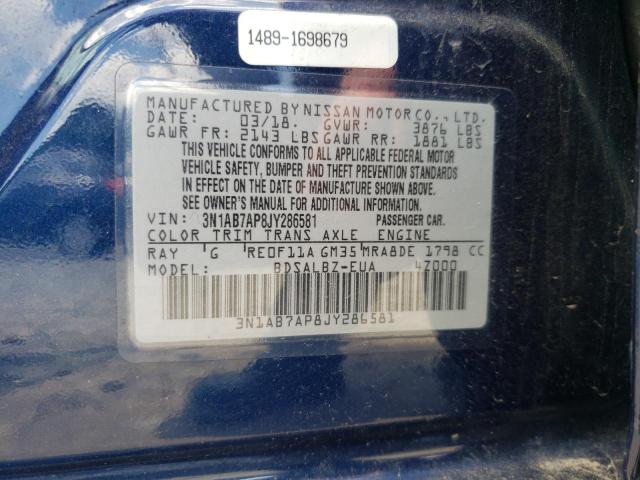 1489-1698679
MANUFACTURED BY NISSAN MOTOR CO., LTD.
DATE: 03/18. GVWR: 3876 LBS
GAWR FR: 2143 LBS GAWR RR: 1881 LBS
THIS VEHICLE CONFORMS TO ALL APPLICABLE FEDERAL MOTOR
VEHICLE SAFETY, BUMPER AND THEFT PREVENTION STANDARDS
IN EFFECT ON THE DATE OF MANUFACTURE SHOWN ABOVE.
SEE OWNER'S MANUAL FOR ADDITIONAL INFORMATION.
VIN: 3N1AB7AP8JY286581 PASSENGER CAR.
COLOR TRIM TRANS AXLE ENGINE
RAY G RE0F11A GM35 MRA8DE 1798 CC
MODEL: BDSALBZ-EUA 4Z000
3N1AB7AP8JY286581